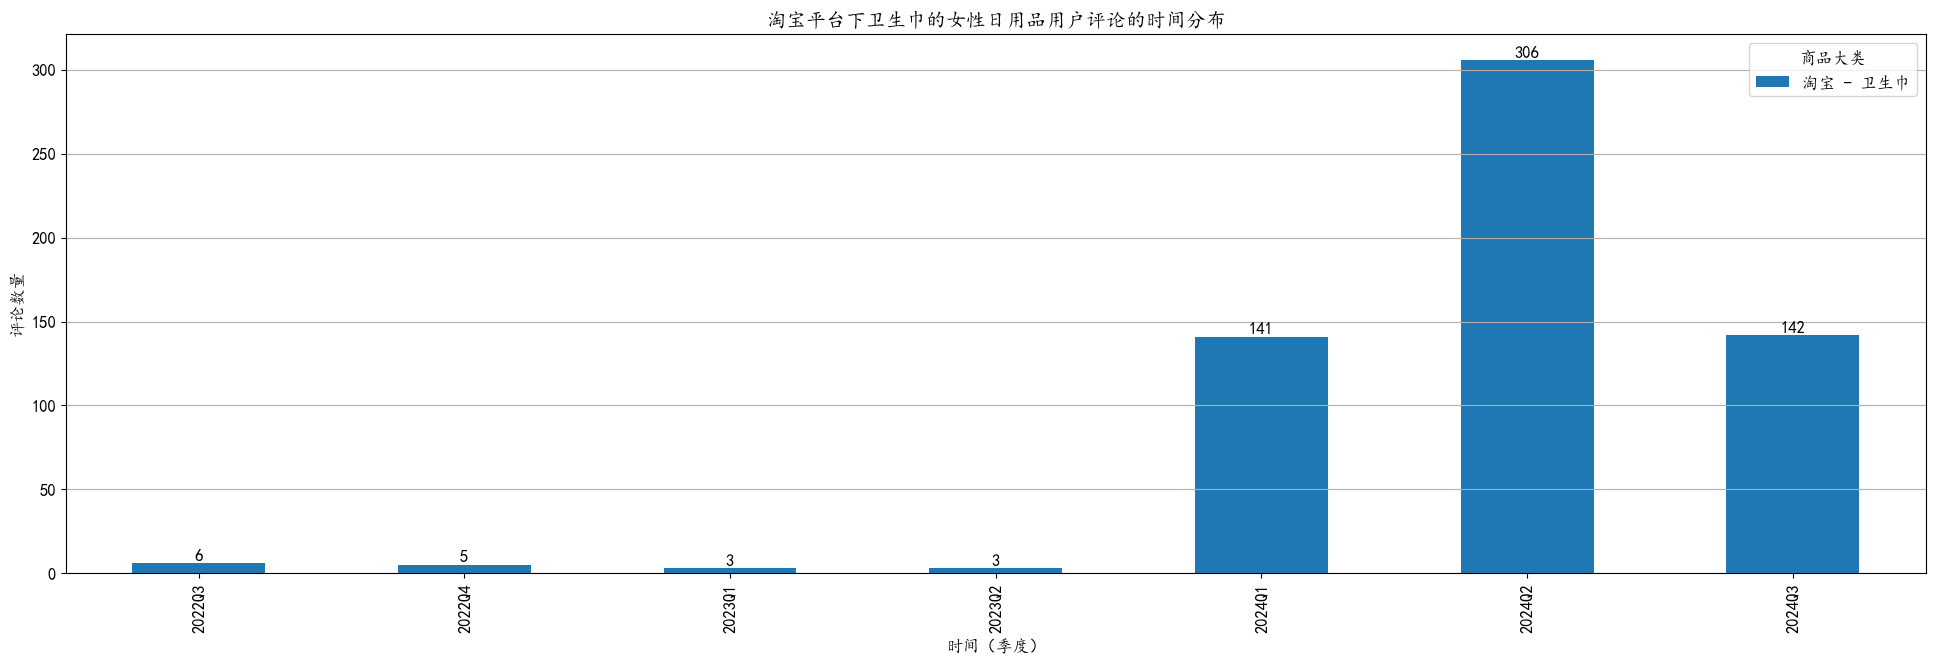 淘宝平台下卫生巾的女性日用品用户评论的时间分布
商品大类
淘宝 - 卫生巾
评论数量
300
250
200
150
100
50
0
6
5
3
3
141
306
142
2022Q3
2022Q4
2023Q1
2023Q2
2024Q1
2024Q2
2024Q3
时间（季度）